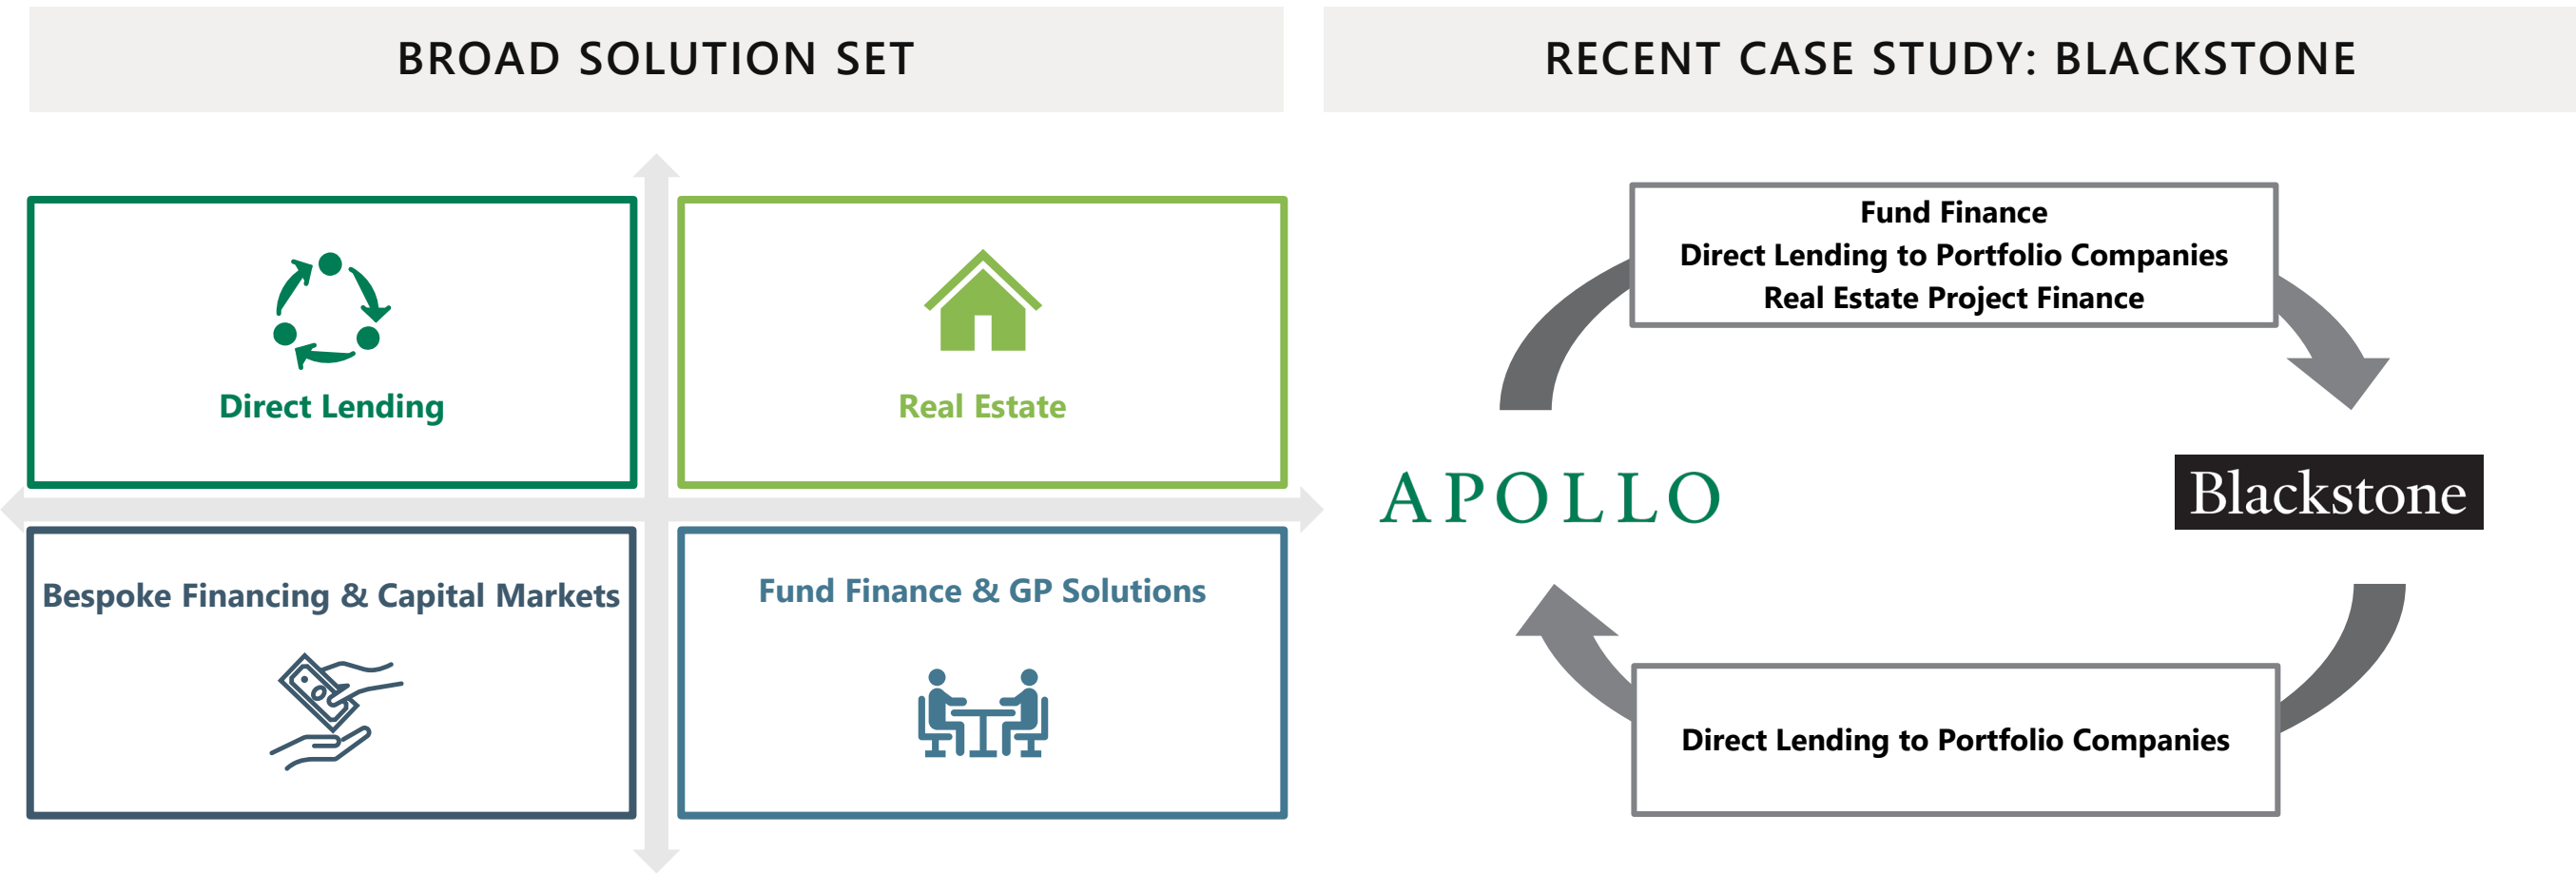 BROAD SOLUTION SET
Direct Lending
Real Estate
Bespoke Financing & Capital Markets
Fund Finance & GP Solutions
RECENT CASE STUDY: BLACKSTONE
Fund Finance
Direct Lending to Portfolio Companies
Real Estate Project Finance
APOLLO
Blackstone
Direct Lending to Portfolio Companies